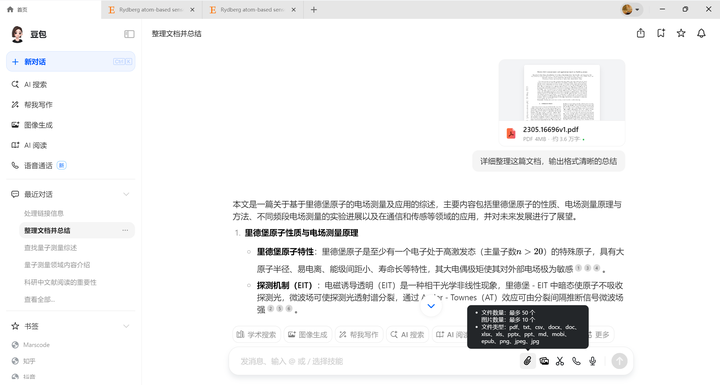 首页
Rydberg atom-based sens
Rydberg atom-based sens
豆包
整理文档并总结
新对话
AI 搜索
帮我写作
图像生成
AI 阅读
语音通话
新
最近对话
处理链接信息
整理文档并总结
查找量子测量综述
量子测量领域内容介绍
科研中文献阅读的重要性
查看全部...
书签
Marscode
知乎
抖音
2305.16696v1.pdf
PDF 4MB · 约 3.6 万字 ·
详细整理这篇文档，输出格式清晰的总结
本文是一篇关于基于里德堡原子的电场测量及应用的综述，主要内容包括里德堡原子的性质、电场测量原理与
方法、不同频段电场测量的实验进展以及在通信和传感等领域的应用，并对未来发展进行了展望。
1. 里德堡原子性质与电场测量原理
里德堡原子特性：里德堡原子是至少有一个电子处于高激发态（主量子数n > 20）的特殊原子，具有大
原子半径、易电离、能级间距小、寿命长等特性，其大电偶极矩使其对外部电场极为敏感
探测机制（EIT）：电磁诱导透明（EIT）是一种相干光学非线性现象，里德堡 - EIT 中暗态使原子不吸收
探测光，微波场可使探测光透射谱分裂，通过 - Townes（AT）效应可由分裂间隔推断信号微波场
强
文件数量：最多 50 个
图片数量：最多 10 个
文件类型：pdf, txt, csv, docx, doc,
xlsx, xls, pptx, ppt, md, mobi,
epub, png, jpeg, jpg
学术搜索
图像生成
帮我写作
AI 搜索
AI 阅
更多
发消息、输入 @ 或 / 选择技能